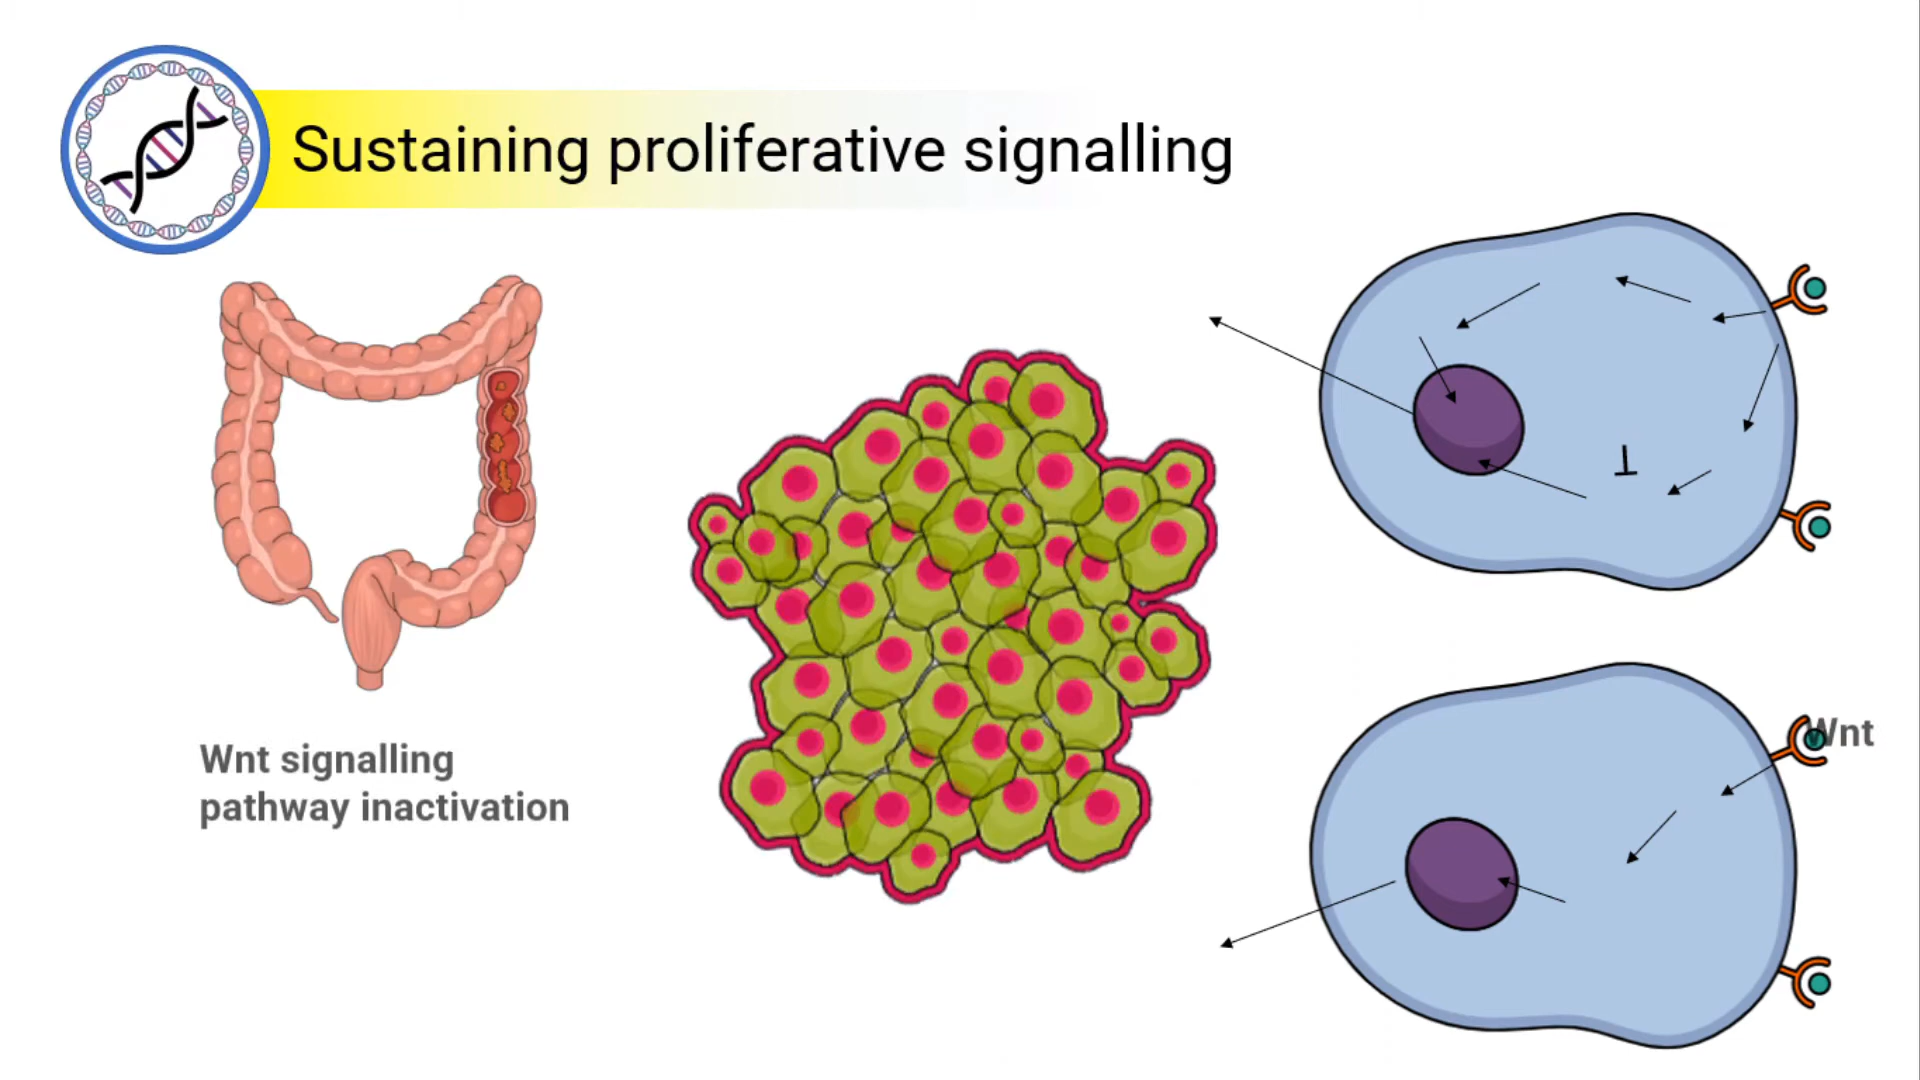 Sustaining proliferative signalling
Wnt
Wnt signalling
pathway inactivation